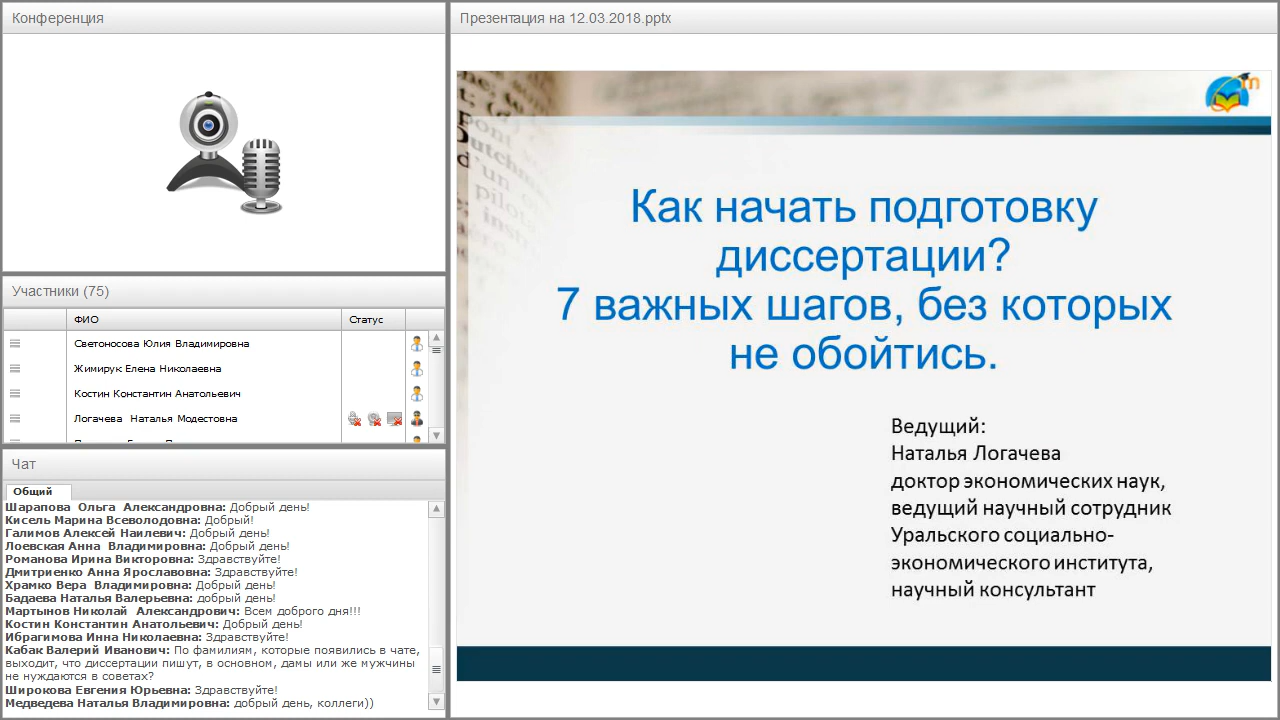 Конференция
Участники (75)
ФИО
Статус
Светоносова Юлия Владимировна
Жимирук Елена Николаевна
Костин Константин Анатольевич
Логачева Наталья Модестовна
Чат
Общий
Шарапова Ольга Александровна: Добрый день!
Кисель Марина Всеволодовна: Добрый!
Галимов Алексей Наилевич: Добрый день!
Лоевская Анна Владимировна: Добрый день!
Романова Ирина Викторовна: Здравствуйте!
Дмитриенко Анна Ярославовна: Здравствуйте!
Храмко Вера Владимировна: Добрый день!
Бадаева Наталья Валерьевна: добрый день!
Мартынов Николай Александрович: Всем доброго дня!!!
Костин Константин Анатольевич: Добрый день!
Ибрагимова Инна Николаевна: Здравствуйте!
Кабак Валерий Иванович: По фамилиям, которые появились в чате,
выходит, что диссертации пишут, в основном, дамы или же мужчины
не нуждаются в советах?
Широкова Евгения Юрьевна: Здравствуйте!
Медведева Наталья Владимировна: добрый день, коллеги))
Презентация на 12.03.2018.pptx
Как начать подготовку
диссертации?
7 важных шагов, без которых
не обойтись.
Ведущий:
Наталья Логачева
доктор экономических наук,
ведущий научный сотрудник
Уральского социально-
экономического института,
научный консультант